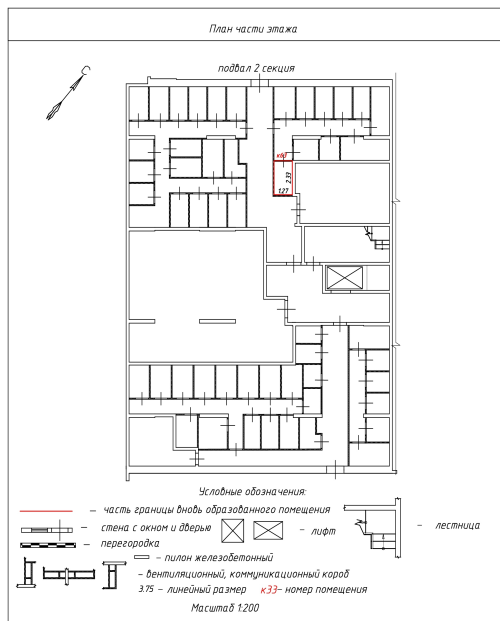 План части этажа
С
подвал 2 секция
к63
2.33
1.27
Условные обозначения:
– часть границы вновь образованного помещения
– стена с окном и дверью – лифт – лестница
– перегородка
– пилон железобетонный
– вентиляционный, коммуникационный короб
3.75 – линейный размер к33– номер помещения
Масштаб 1:200